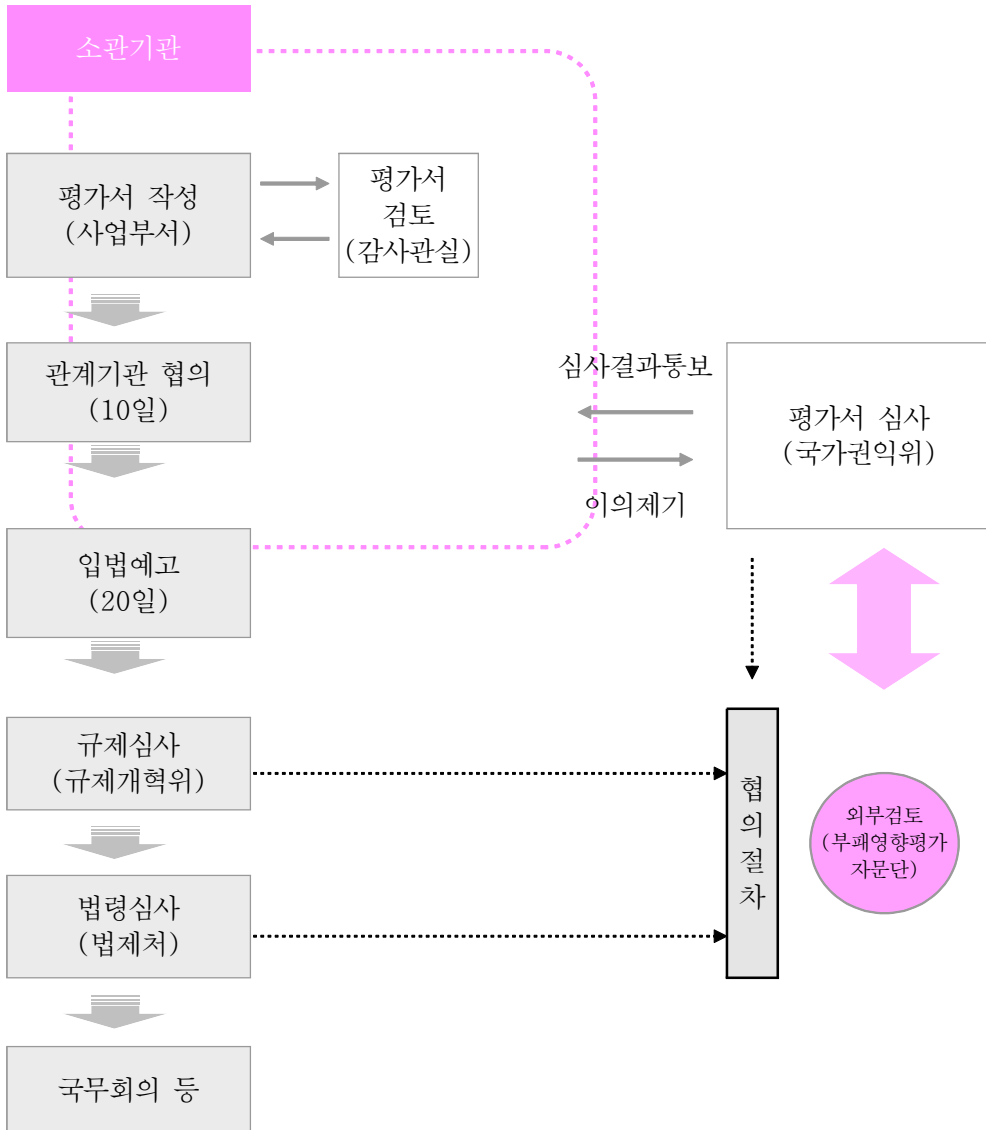 소관기관
평가서 작성
(사업부서)
평가서
검토
(감사관실)
관계기관 협의
(10일)
심사결과통보
이의제기
평가서 심사
(국가권익위)
입법예고
(20일)
규제심사
(규제개혁위)
협
의
절
차
외부검토
(부패영향평가
자문단)
법령심사
(법제처)
국무회의 등